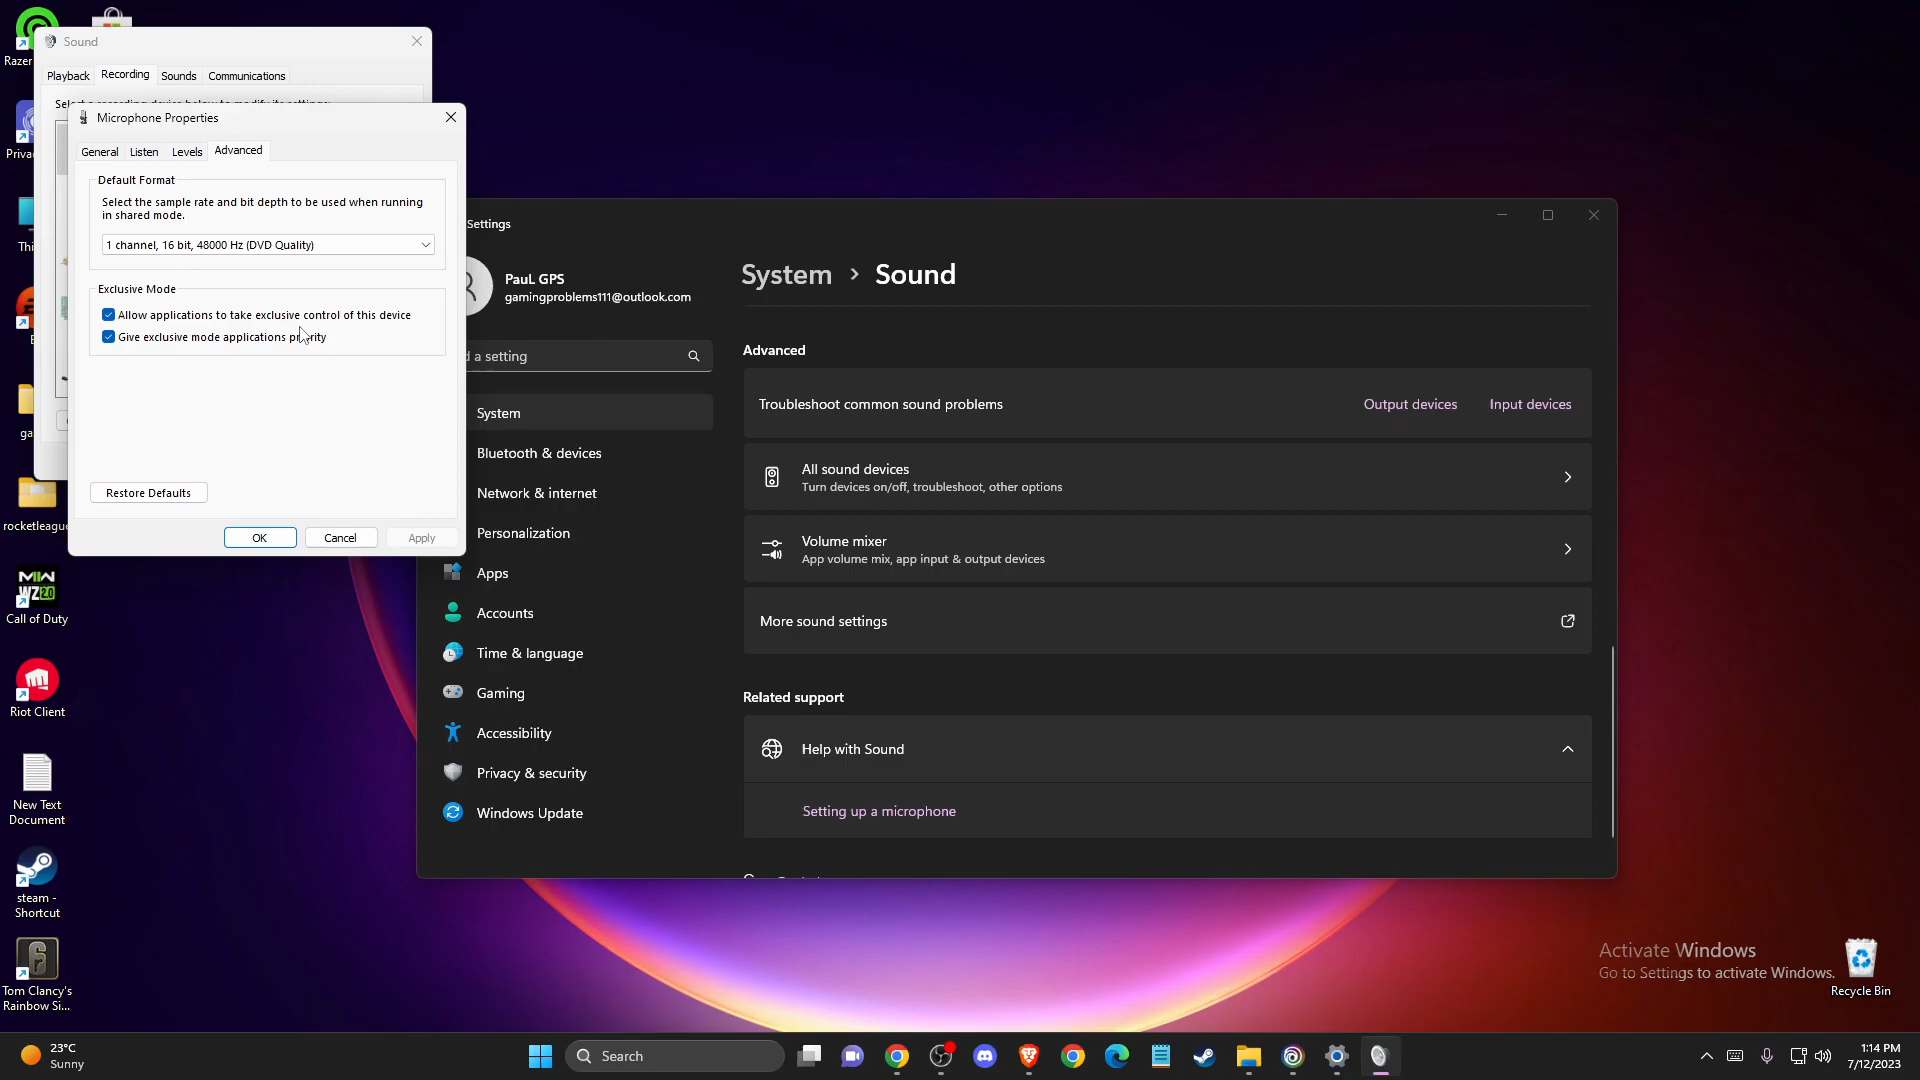 Razer
Sound
Playback
Recording
Sounds
Communications
Microphone Properties
General
Listen
Levels
Advanced
Default Format
Select the sample rate and bit depth to be used when running
in shared mode.
1 channel, 16 bit, 48000 Hz (DVD Quality)
Exclusive Mode
Allow applications to take exclusive control of this device
Give exclusive mode applications priority
Restore Defaults
OK
Cancel
Apply
Settings
PauL GPS
gamingproblems111@outlook.com
a setting
System
Bluetooth & devices
Network & internet
Personalization
Apps
Accounts
Time & language
Gaming
Accessibility
Privacy & security
Windows Update
System > Sound
Advanced
Troubleshoot common sound problems
Output devices
Input devices
All sound devices
Turn devices on/off, troubleshoot, other options
Volume mixer
App volume mix, app input & output devices
More sound settings
Related support
Help with Sound
Setting up a microphone
Priva
Thi
ga
rocketleague
MW
WZ2.0
Call of Duty
Riot Client
New Text
Document
steam -
Shortcut
6
Tom Clancy's
Rainbow Si...
Activate Windows
Go to Settings to activate Windows.
Recycle Bin
23°C
Sunny
Search
1:14 PM
7/12/2023